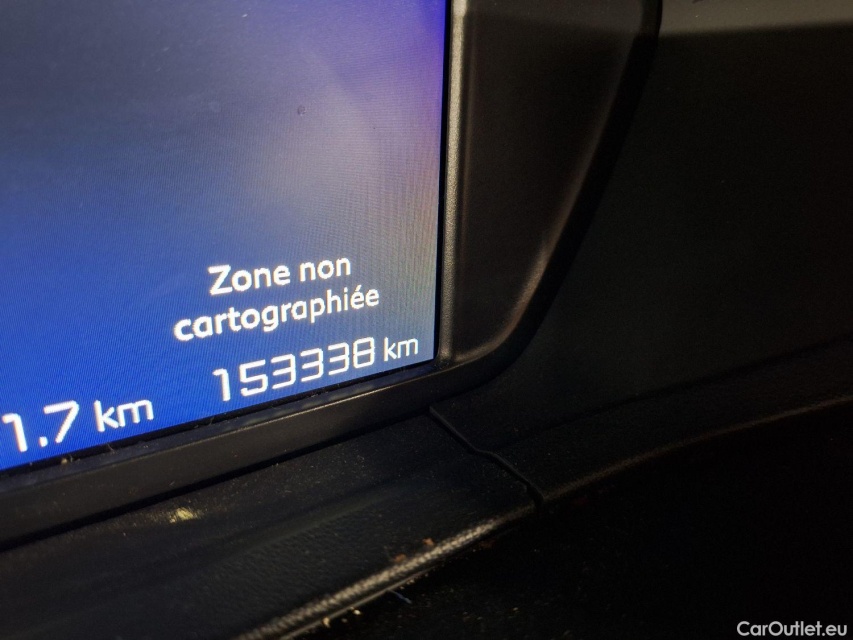 Zone non
cartographiée
153338 km
1.7 km
CarOutlet.eu